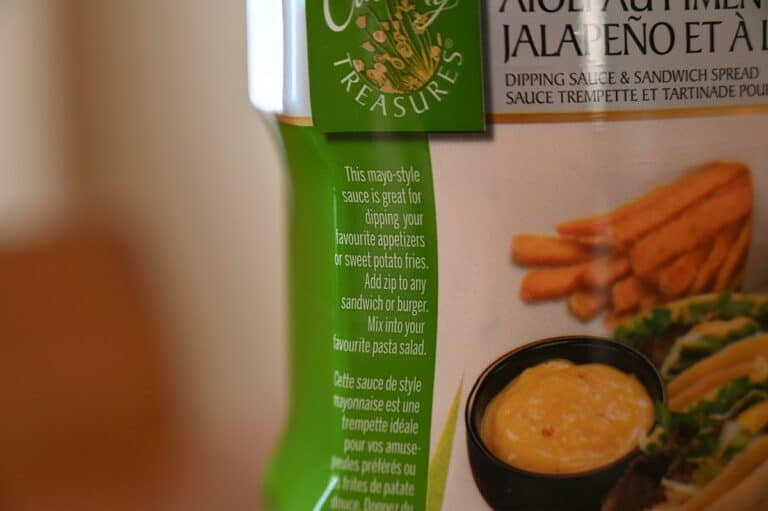 TREASURES®
JALAPEÑO ET À
DIPPING SAUCE & SANDWICH SPREAD
SAUCE TREMPETTE ET TARTINADE POUR
This mayo-style
sauce is great for
dipping your
favourite appetizers
or sweet potato fries.
Add zip to any
sandwich or burger.
Mix into your
favourite pasta salad.
Cette sauce de style
mayonnaise est une
trempette idéale
pour vos amuse-
gueules préférés ou
frites de patate
douce. Donnez du